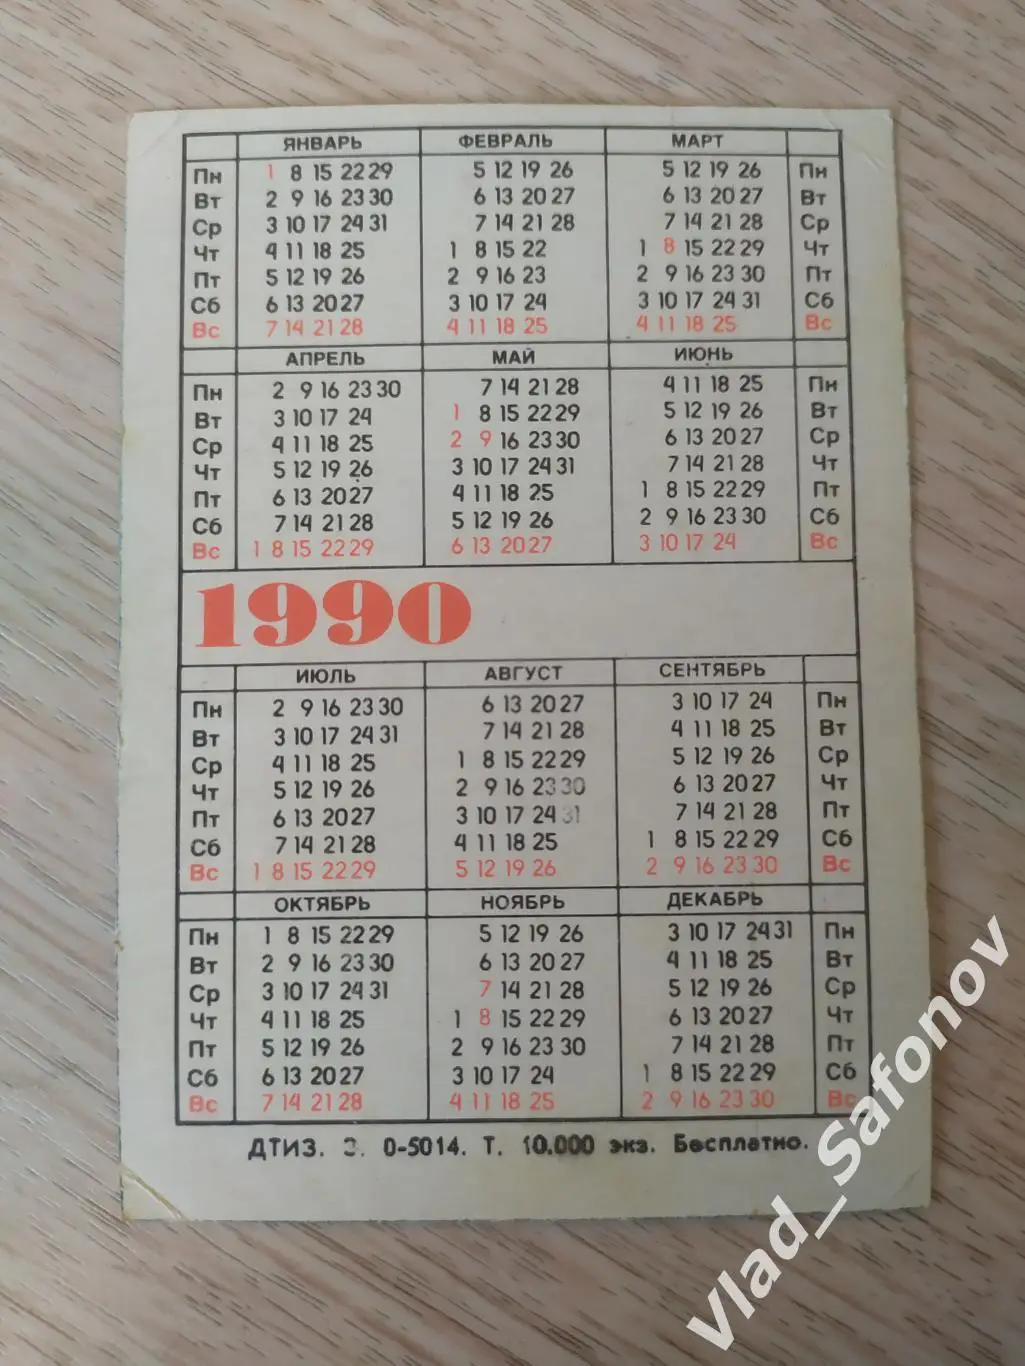 ЯНВАРЬ ФЕВРАЛЬ МАРТ
Пн 1 8 15 22 29 5 12 19 26 5 12 19 26 Пн
Вт 2 9 16 23 30 6 13 20 27 6 13 20 27 Вт
Ср 3 10 17 24 31 7 14 21 28 7 14 21 28 Ср
Чт 4 11 18 25 1 8 15 22 1 8 15 22 29 Чт
Пт 5 12 19 26 2 9 16 23 2 9 16 23 30 Пт
Сб 6 13 20 27 3 10 17 24 3 10 17 24 31 Сб
Вс 7 14 21 28 4 11 18 25 4 11 18 25 Вс
АПРЕЛЬ МАЙ ИЮНЬ
Пн 2 9 16 23 30 7 14 21 28 4 11 18 25 Пн
Вт 3 10 17 24 1 8 15 22 29 5 12 19 26 Вт
Ср 4 11 18 25 2 9 16 23 30 6 13 20 27 Ср
Чт 5 12 19 26 3 10 17 24 31 7 14 21 28 Чт
Пт 6 13 20 27 4 11 18 25 1 8 15 22 29 Пт
Сб 7 14 21 28 5 12 19 26 2 9 16 23 30 Сб
Вс 1 8 15 22 29 6 13 20 27 3 10 17 24 Вс
1990
ИЮЛЬ АВГУСТ СЕНТЯБРЬ
Пн 2 9 16 23 30 6 13 20 27 3 10 17 24 Пн
Вт 3 10 17 24 31 7 14 21 28 4 11 18 25 Вт
Ср 4 11 18 25 1 8 15 22 29 5 12 19 26 Ср
Чт 5 12 19 26 2 9 16 23 30 6 13 20 27 Чт
Пт 6 13 20 27 3 10 17 24 31 7 14 21 28 Пт
Сб 7 14 21 28 4 11 18 25 1 8 15 22 29 Сб
Вс 1 8 15 22 29 5 12 19 26 2 9 16 23 30 Вс
ОКТЯБРЬ НОЯБРЬ ДЕКАБРЬ
Пн 1 8 15 22 29 5 12 19 26 3 10 17 24 31 Пн
Вт 2 9 16 23 30 6 13 20 27 4 11 18 25 Вт
Ср 3 10 17 24 31 7 14 21 28 5 12 19 26 Ср
Чт 4 11 18 25 1 8 15 22 29 6 13 20 27 Чт
Пт 5 12 19 26 2 9 16 23 30 7 14 21 28 Пт
Сб 6 13 20 27 3 10 17 24 1 8 15 22 29 Сб
Вс 7 14 21 28 4 11 18 25 2 9 16 23 30 Вс
ДТИЗ. З. 0-5014. Т. 10.000 экз. Бесплатно.
Vlad_Safonov